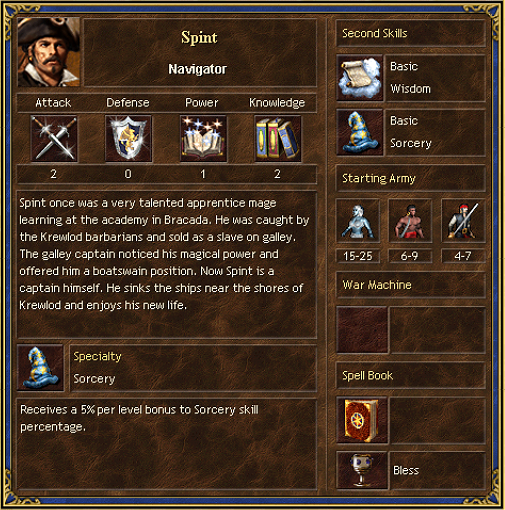 Spint
Navigator
Attack Defense Power Knowledge
2 0 1 2
Spint once was a very talented apprentice mage
learning at the academy in Bracada. He was caught by
the Krewlod barbarians and sold as a slave on galley.
The galley captain noticed his magical power and
offered him a boatswain position. Now Spint is a
captain himself. He sinks the ships near the shores of
Krewlod and enjoys his new life.
Specialty
Sorcery
Receives a 5% per level bonus to Sorcery skill
percentage.
Second Skills
Basic
Wisdom
Basic
Sorcery
Starting Army
15-25 6-9 4-7
War Machine
Spell Book
Bless